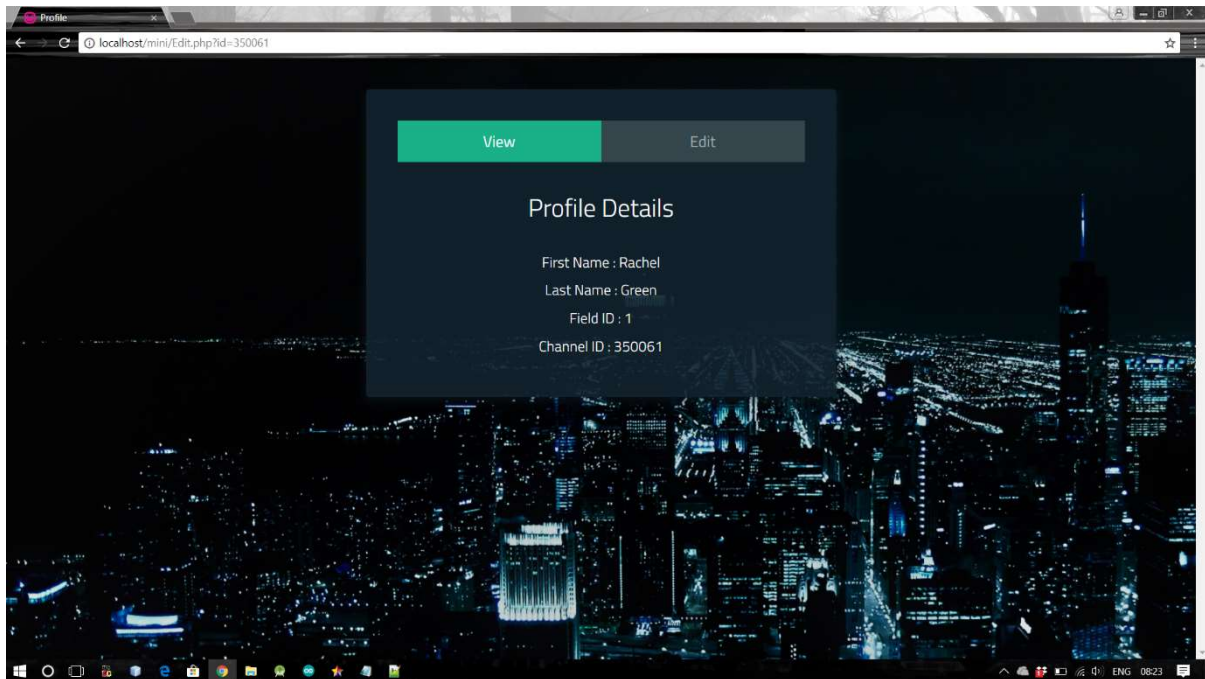 Profile
localhost/mini/Edit.php?id=350061
View
Edit
Profile Details
First Name : Rachel
Last Name : Green
Field ID : 1
Channel ID : 350061
ENG 08:23